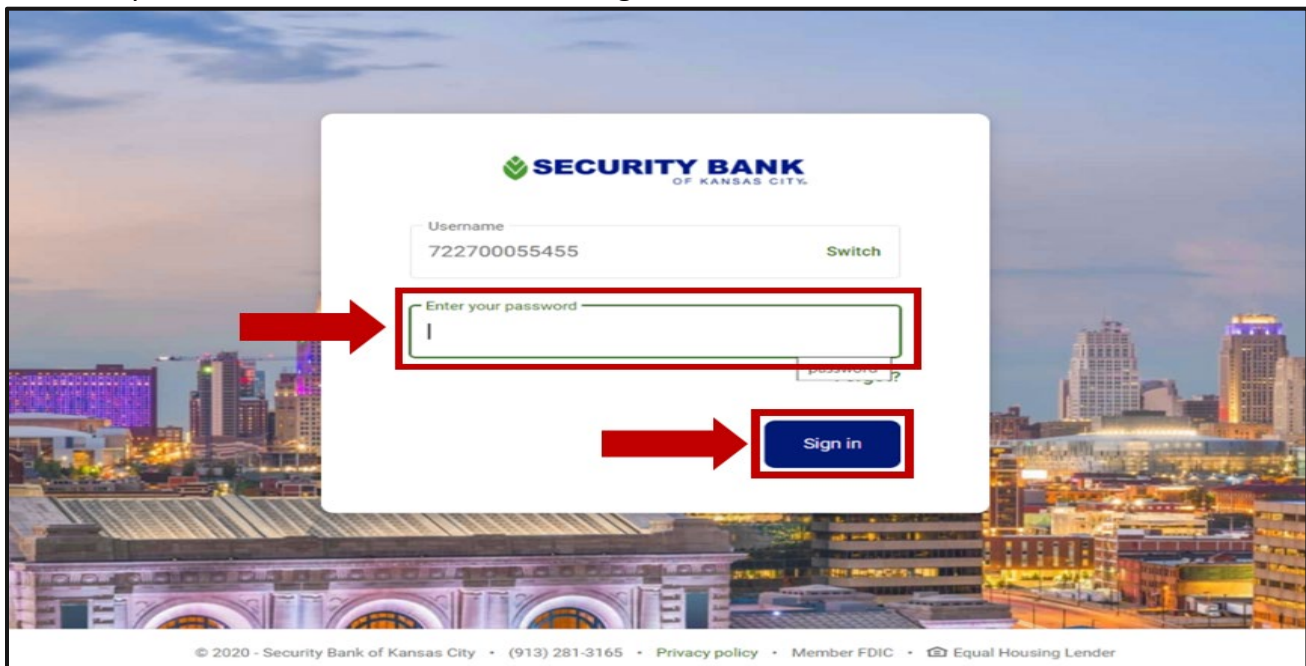 SECURITY BANK
OF KANSAS CITY.
Username
722700055455 Switch
Enter your password
password
Sign in
© 2020 - Security Bank of Kansas City • (913) 281-3165 • Privacy policy • Member FDIC • Equal Housing Lender